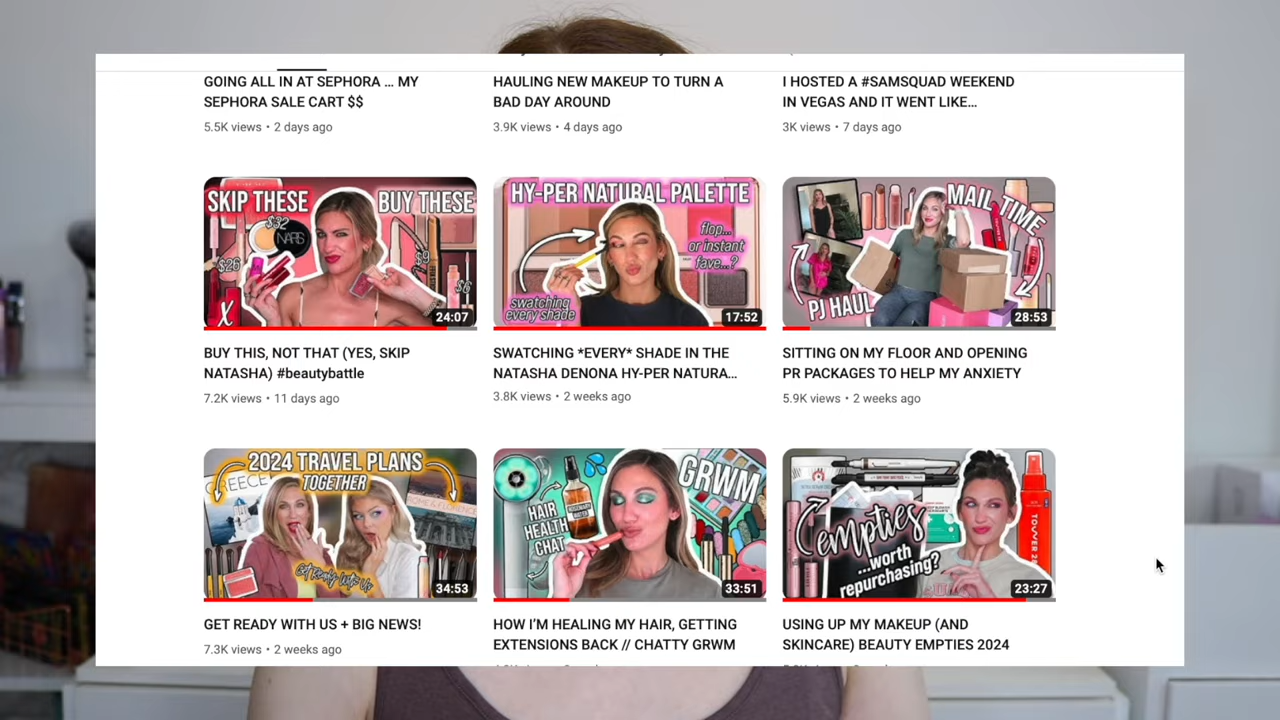 GOING ALL IN AT SEPHORA ... MY
SEPHORA SALE CART $$
5.5K views • 2 days ago
HAULING NEW MAKEUP TO TURN A
BAD DAY AROUND
3.9K views • 4 days ago
I HOSTED A #SAMSQUAD WEEKEND
IN VEGAS AND IT WENT LIKE...
3K views • 7 days ago
SKIP THESE
BUY THESE
$32
NARS
$26
$9
$6
X
24:07
BUY THIS, NOT THAT (YES, SKIP
NATASHA) #beautybattle
7.2K views • 11 days ago
HY-PER NATURAL PALETTE
flop...
or instant
fave...?
swatching
every shade
17:52
SWATCHING *EVERY* SHADE IN THE
NATASHA DENONA HY-PER NATURA...
3.8K views • 2 weeks ago
MAIL TIME
PJ HAUL
28:53
SITTING ON MY FLOOR AND OPENING
PR PACKAGES TO HELP MY ANXIETY
5.9K views • 2 weeks ago
2024 TRAVEL PLANS
TOGETHER
Get Ready With Us
34:53
GET READY WITH US + BIG NEWS!
7.3K views • 2 weeks ago
GRWM
HAIR
HEALTH
CHAT
33:51
HOW I'M HEALING MY HAIR, GETTING
EXTENSIONS BACK // CHATTY GRWM
empties
...worth
repurchasing?
TOWER 2
23:27
USING UP MY MAKEUP (AND
SKINCARE) BEAUTY EMPTIES 2024